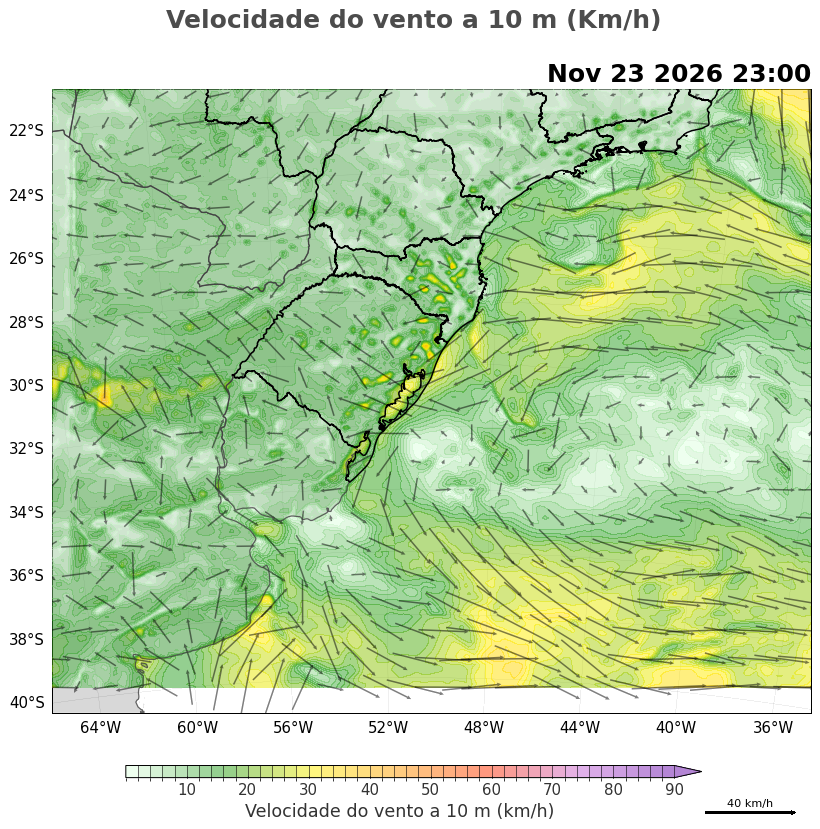 Velocidade do vento a 10 m (Km/h)
Nov 23 2026 23:00
22°S
24°S
26°S
28°S
30°S
32°S
34°S
36°S
38°S
40°S
64°W 60°W 56°W 52°W 48°W 44°W 40°W 36°W
10 20 30 40 50 60 70 80 90
Velocidade do vento a 10 m (km/h)
40 km/h